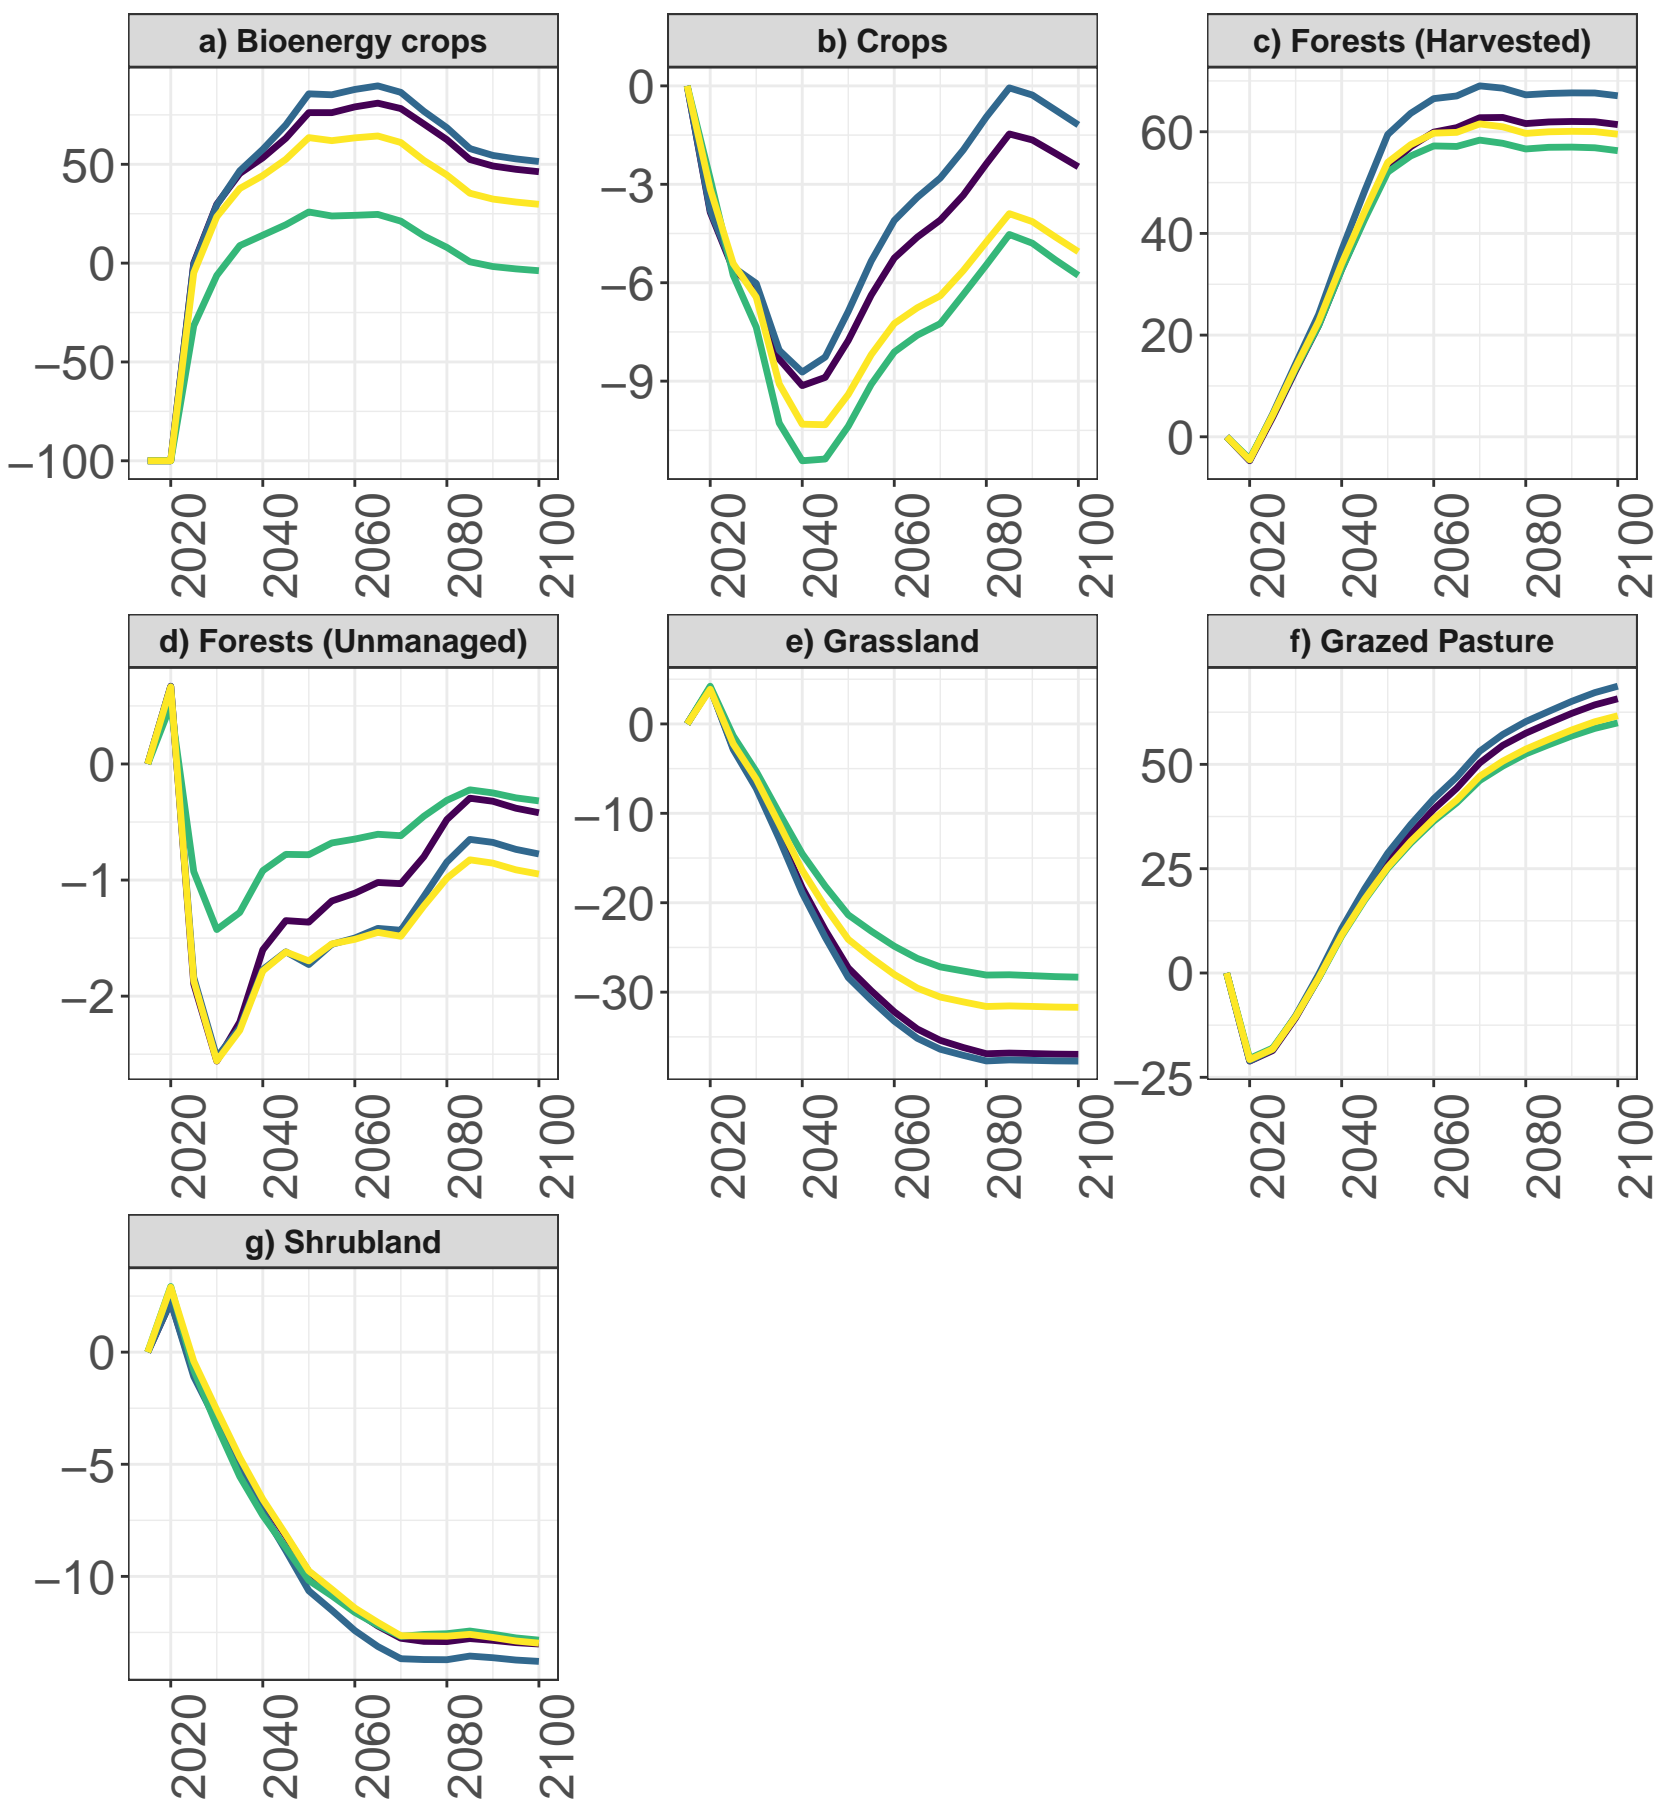 a) Bioenergy crops
50
0
−50
−100
2020 2040 2060 2080 2100
b) Crops
0
−3
−6
−9
2020 2040 2060 2080 2100
c) Forests (Harvested)
60
40
20
0
2020 2040 2060 2080 2100
d) Forests (Unmanaged)
0
−1
−2
2020 2040 2060 2080 2100
e) Grassland
0
−10
−20
−30
2020 2040 2060 2080 2100
f) Grazed Pasture
50
25
0
−25
2020 2040 2060 2080 2100
g) Shrubland
0
−5
−10
2020 2040 2060 2080 2100